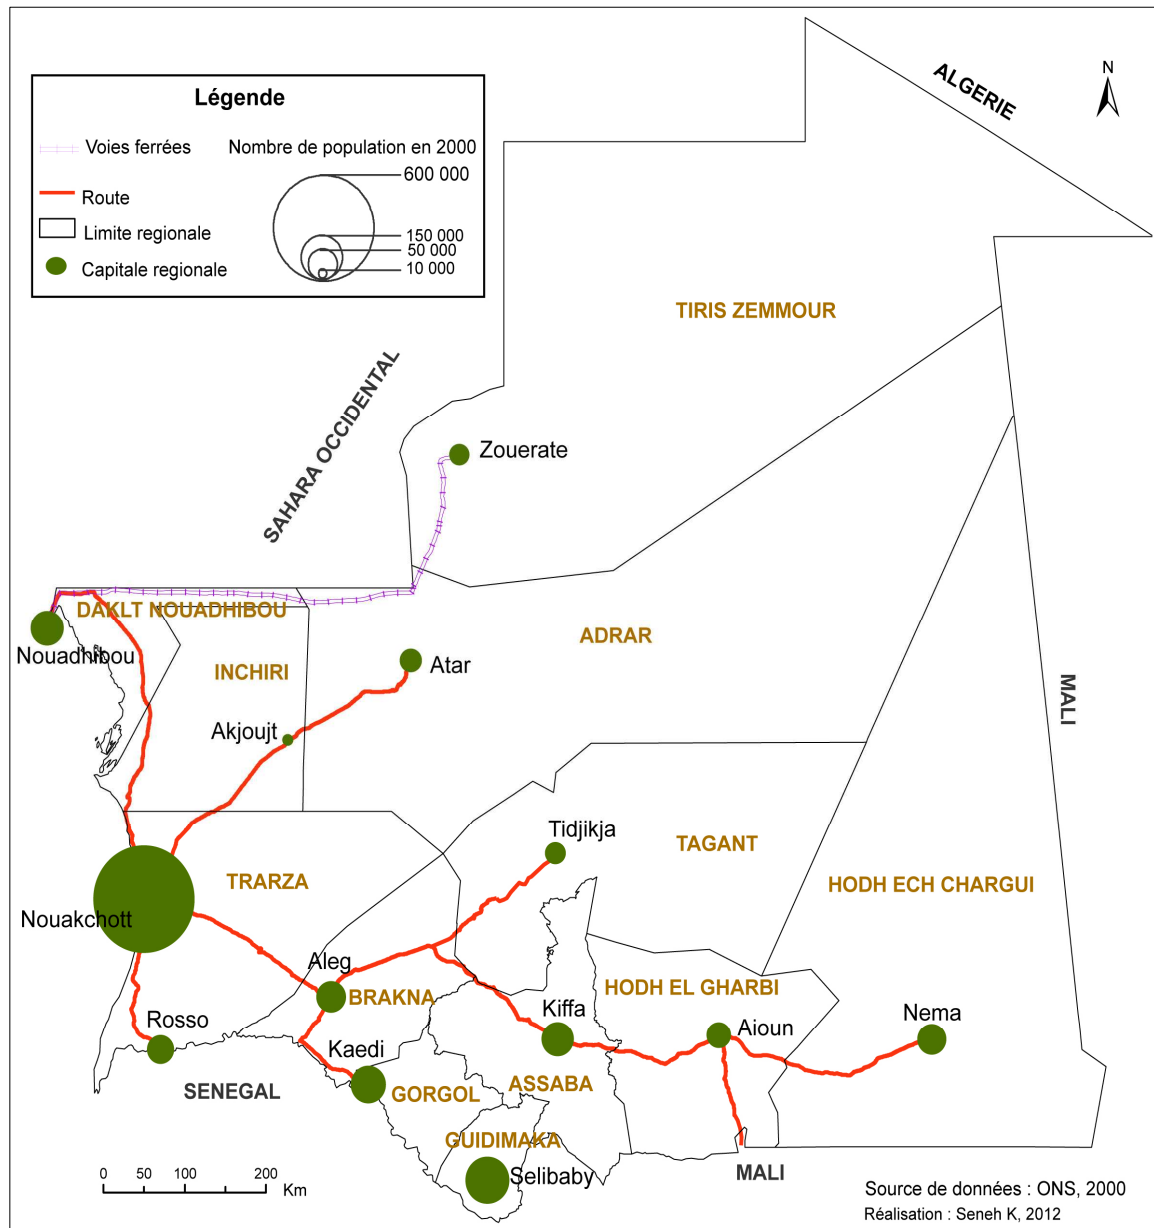 Légende
Voies ferrées
Nombre de population en 2000
600 000
Route
Limite regionale
150 000
50 000
10 000
Capitale regionale
N
ALGERIE
TIRIS ZEMMOUR
SAHARA OCCIDENTAL
Zouerate
DAKLT NOUADHIBOU
Nouadhibou
INCHIRI
ADRAR
Atar
MALI
Akjoujt
Tidjikja
TAGANT
TRARZA
HODH ECH CHARGUI
Nouakchott
Aleg
BRAKNA
HODH EL GHARBI
Kiffa
Aioun
Nema
Rosso
Kaedi
SENEGAL
GORGOL
ASSABA
GUIDIMAKA
Selibaby
MALI
0 50 100 200
Km
Source de données : ONS, 2000
Réalisation : Seneh K, 2012